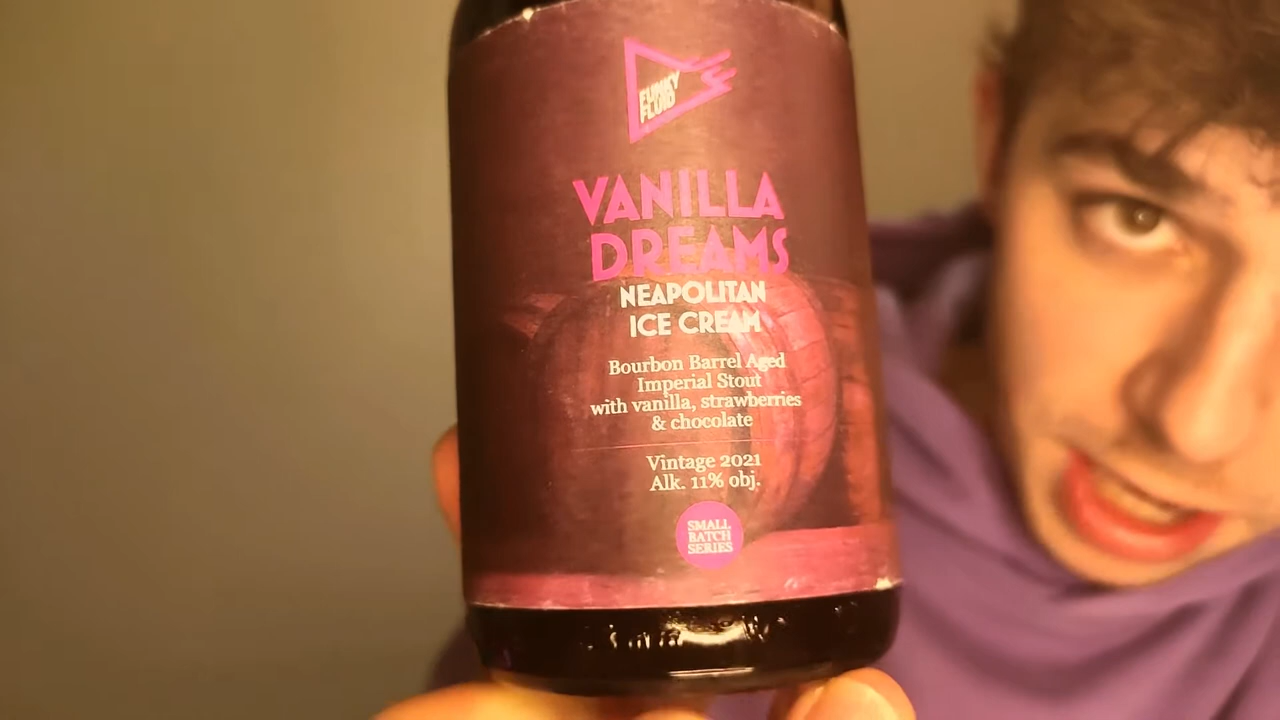 FUNKY
FLUID
VANILLA
DREAMS
NEAPOLITAN
ICE CREAM
Bourbon Barrel Aged
Imperial Stout
with vanilla, strawberries
& chocolate
Vintage 2021
Alk. 11% obj.
SMALL
BATCH
SERIES